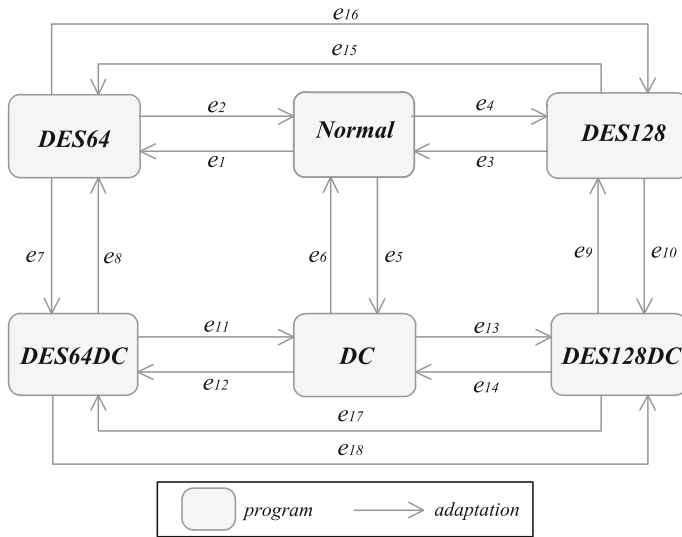 e16
e15
e2
e4
DES64
Normal
DES128
e1
e3
e7
e8
e6
e5
e9
e10
e11
e13
DES64DC
DC
DES128DC
e12
e14
e17
e18
program
adaptation